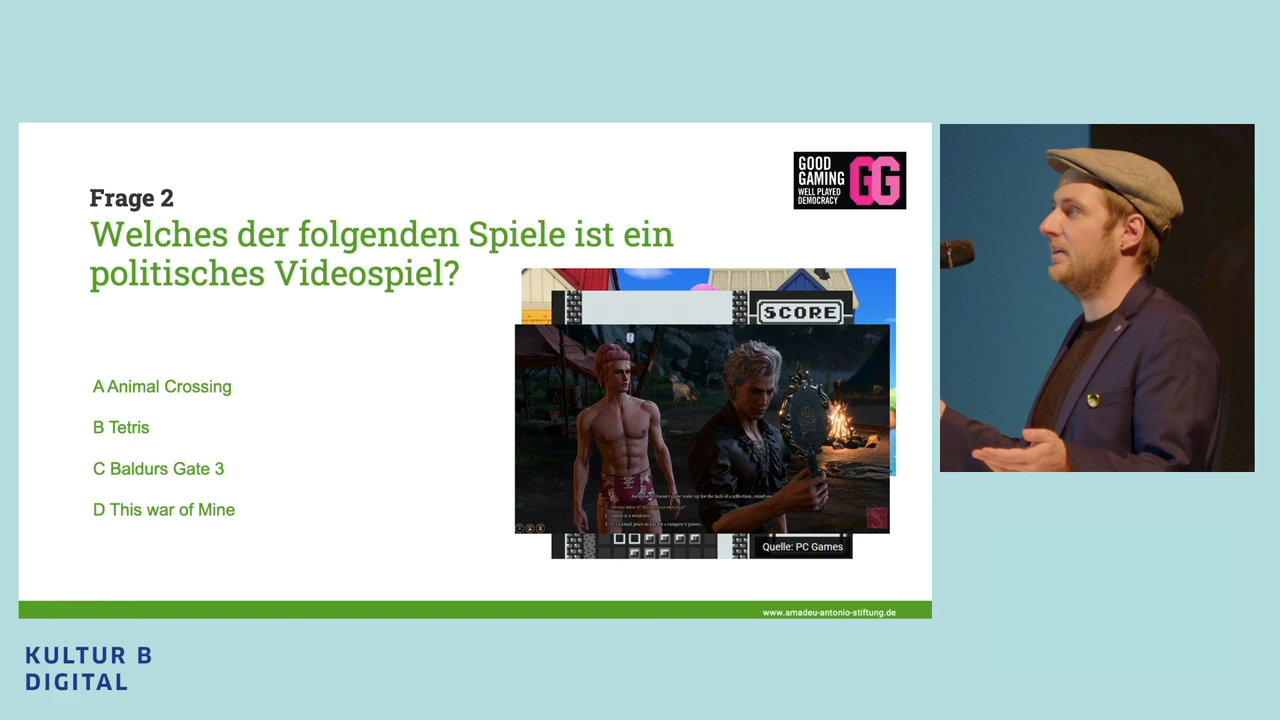 GOOD
GAMING
WELL PLAYED
DEMOCRACY
GG
Frage 2
Welches der folgenden Spiele ist ein
politisches Videospiel?
A Animal Crossing
B Tetris
C Baldurs Gate 3
D This war of Mine
SCORE
Quelle: PC Games
www.amadeu-antonio-stiftung.de
KULTUR B
DIGITAL